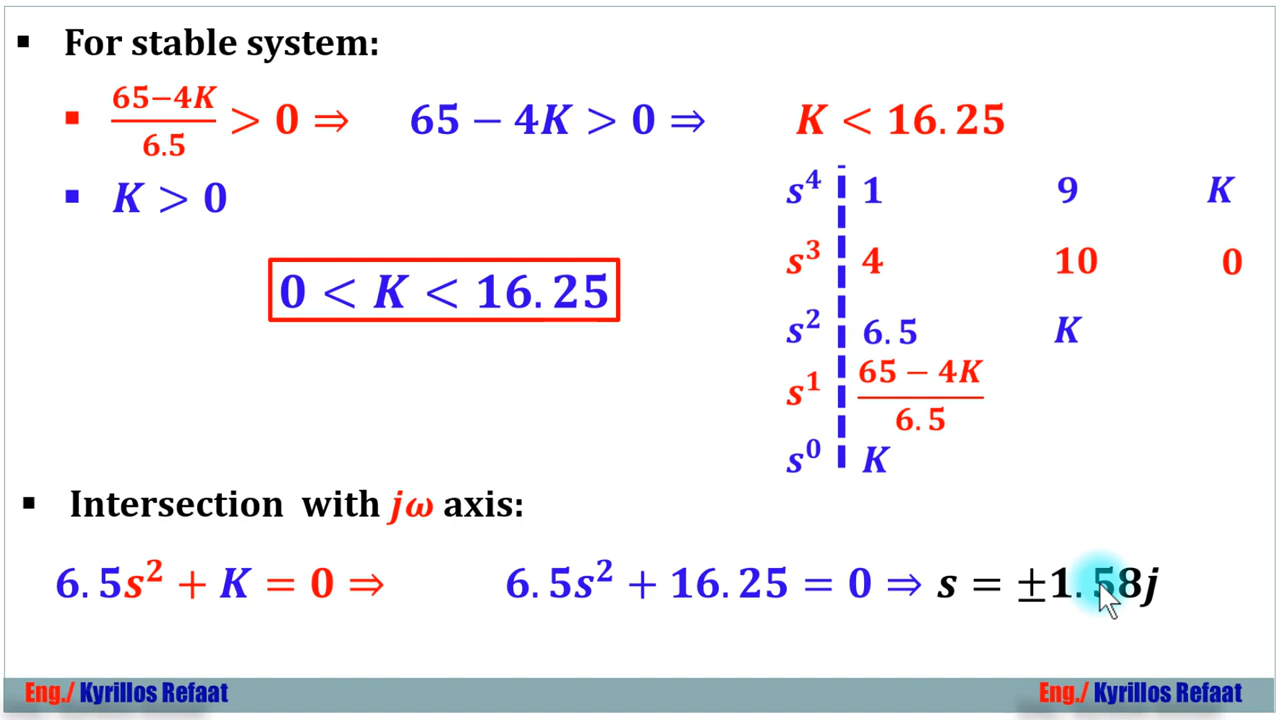 ▪ For stable system:
▪ (65−4K)/6.5 > 0 ⇒ 65 − 4K > 0 ⇒ K < 16.25
▪ K > 0
0 < K < 16.25
s⁴ 1 9 K
s³ 4 10 0
s² 6.5 K
s¹ (65 − 4K)/6.5
s⁰ K
▪ Intersection with jω axis:
6.5s² + K = 0 ⇒ 6.5s² + 16.25 = 0 ⇒ s = ±1.58j
Eng./ Kyrillos Refaat Eng./ Kyrillos Refaat